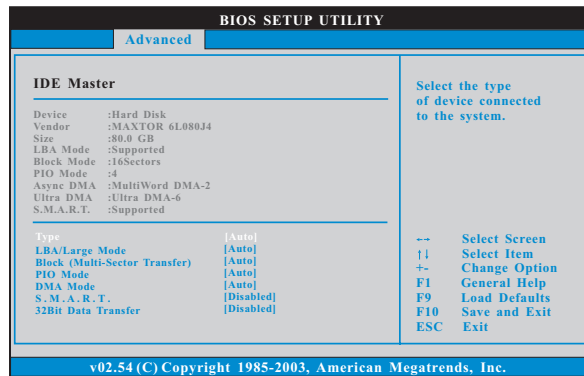 BIOS SETUP UTILITY
Advanced
IDE Master
Device :Hard Disk
Vendor :MAXTOR 6L080J4
Size :80.0 GB
LBA Mode :Supported
Block Mode :16Sectors
PIO Mode :4
Async DMA :MultiWord DMA-2
Ultra DMA :Ultra DMA-6
S.M.A.R.T. :Supported
Type [Auto]
LBA/Large Mode [Auto]
Block (Multi-Sector Transfer) [Auto]
PIO Mode [Auto]
DMA Mode [Auto]
S.M.A.R.T. [Disabled]
32Bit Data Transfer [Disabled]
Select the type
of device connected
to the system.
←→ Select Screen
↑↓ Select Item
+- Change Option
F1 General Help
F9 Load Defaults
F10 Save and Exit
ESC Exit
v02.54 (C) Copyright 1985-2003, American Megatrends, Inc.